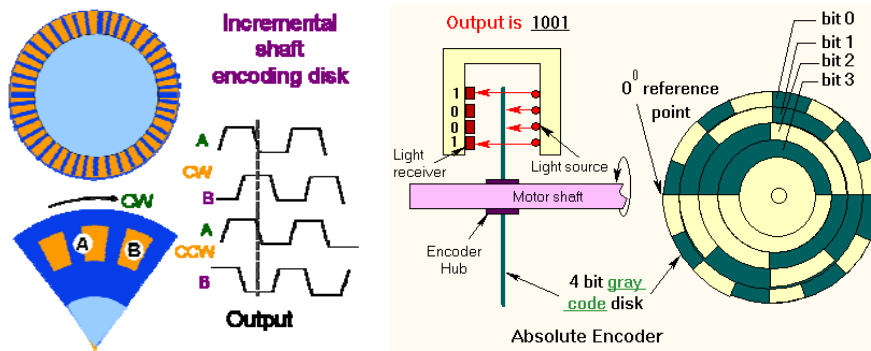 Incremental
shaft
encoding disk
A
CW
B
A
CCW
B
Output
CW
A
B
Output is 1001
bit 0
bit 1
bit 2
bit 3
0⁰ reference
point
1
0
0
1
Light
receiver
Light source
Motor shaft
Encoder
Hub
4 bit gray
code disk
Absolute Encoder